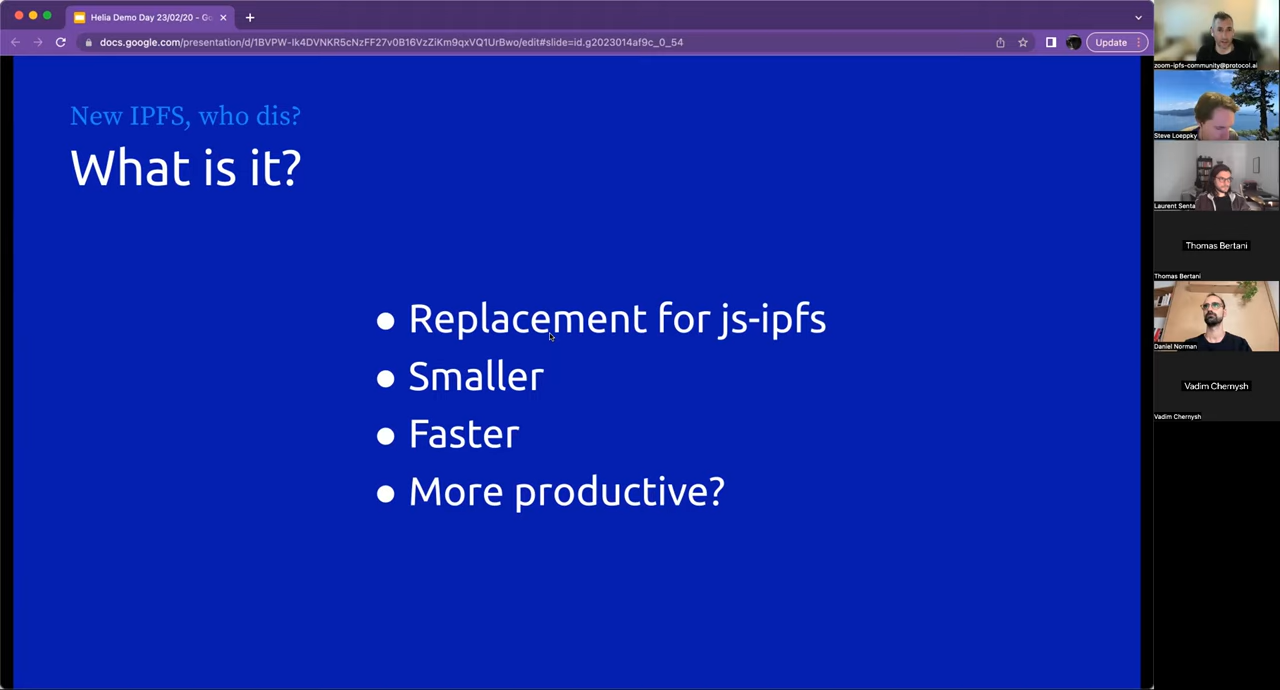 Helia Demo Day 23/02/20 - Go
docs.google.com/presentation/d/1BVPW-Ik4DVNKR5cNzFF27v0B16VzZiKm9qxVQ1UrBwo/edit#slide=id.g2023014af9c_0_54
Update
New IPFS, who dis?
What is it?
● Replacement for js-ipfs
● Smaller
● Faster
● More productive?
zoom-ipfs-community@protocol.ai
Steve Loeppky
Laurent Senta
Thomas Bertani
Thomas Bertani
Daniel Norman
Vadim Chernysh
Vadim Chernysh